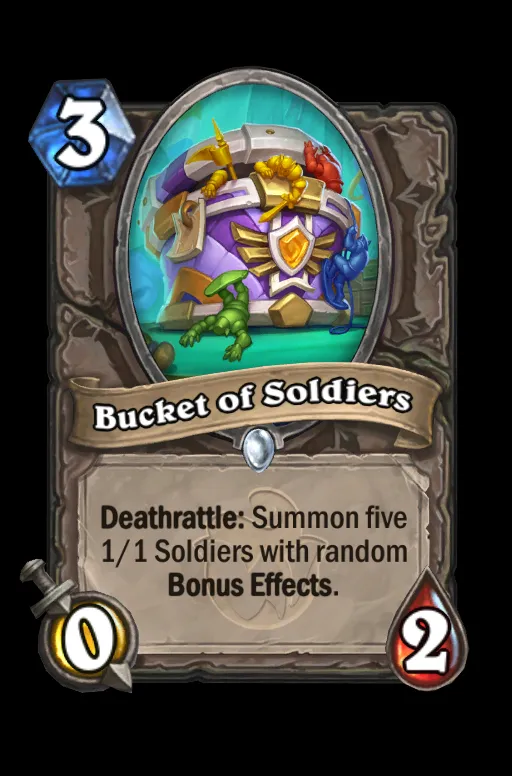 3
Bucket of Soldiers
Deathrattle: Summon five
1/1 Soldiers with random
Bonus Effects.
0
2